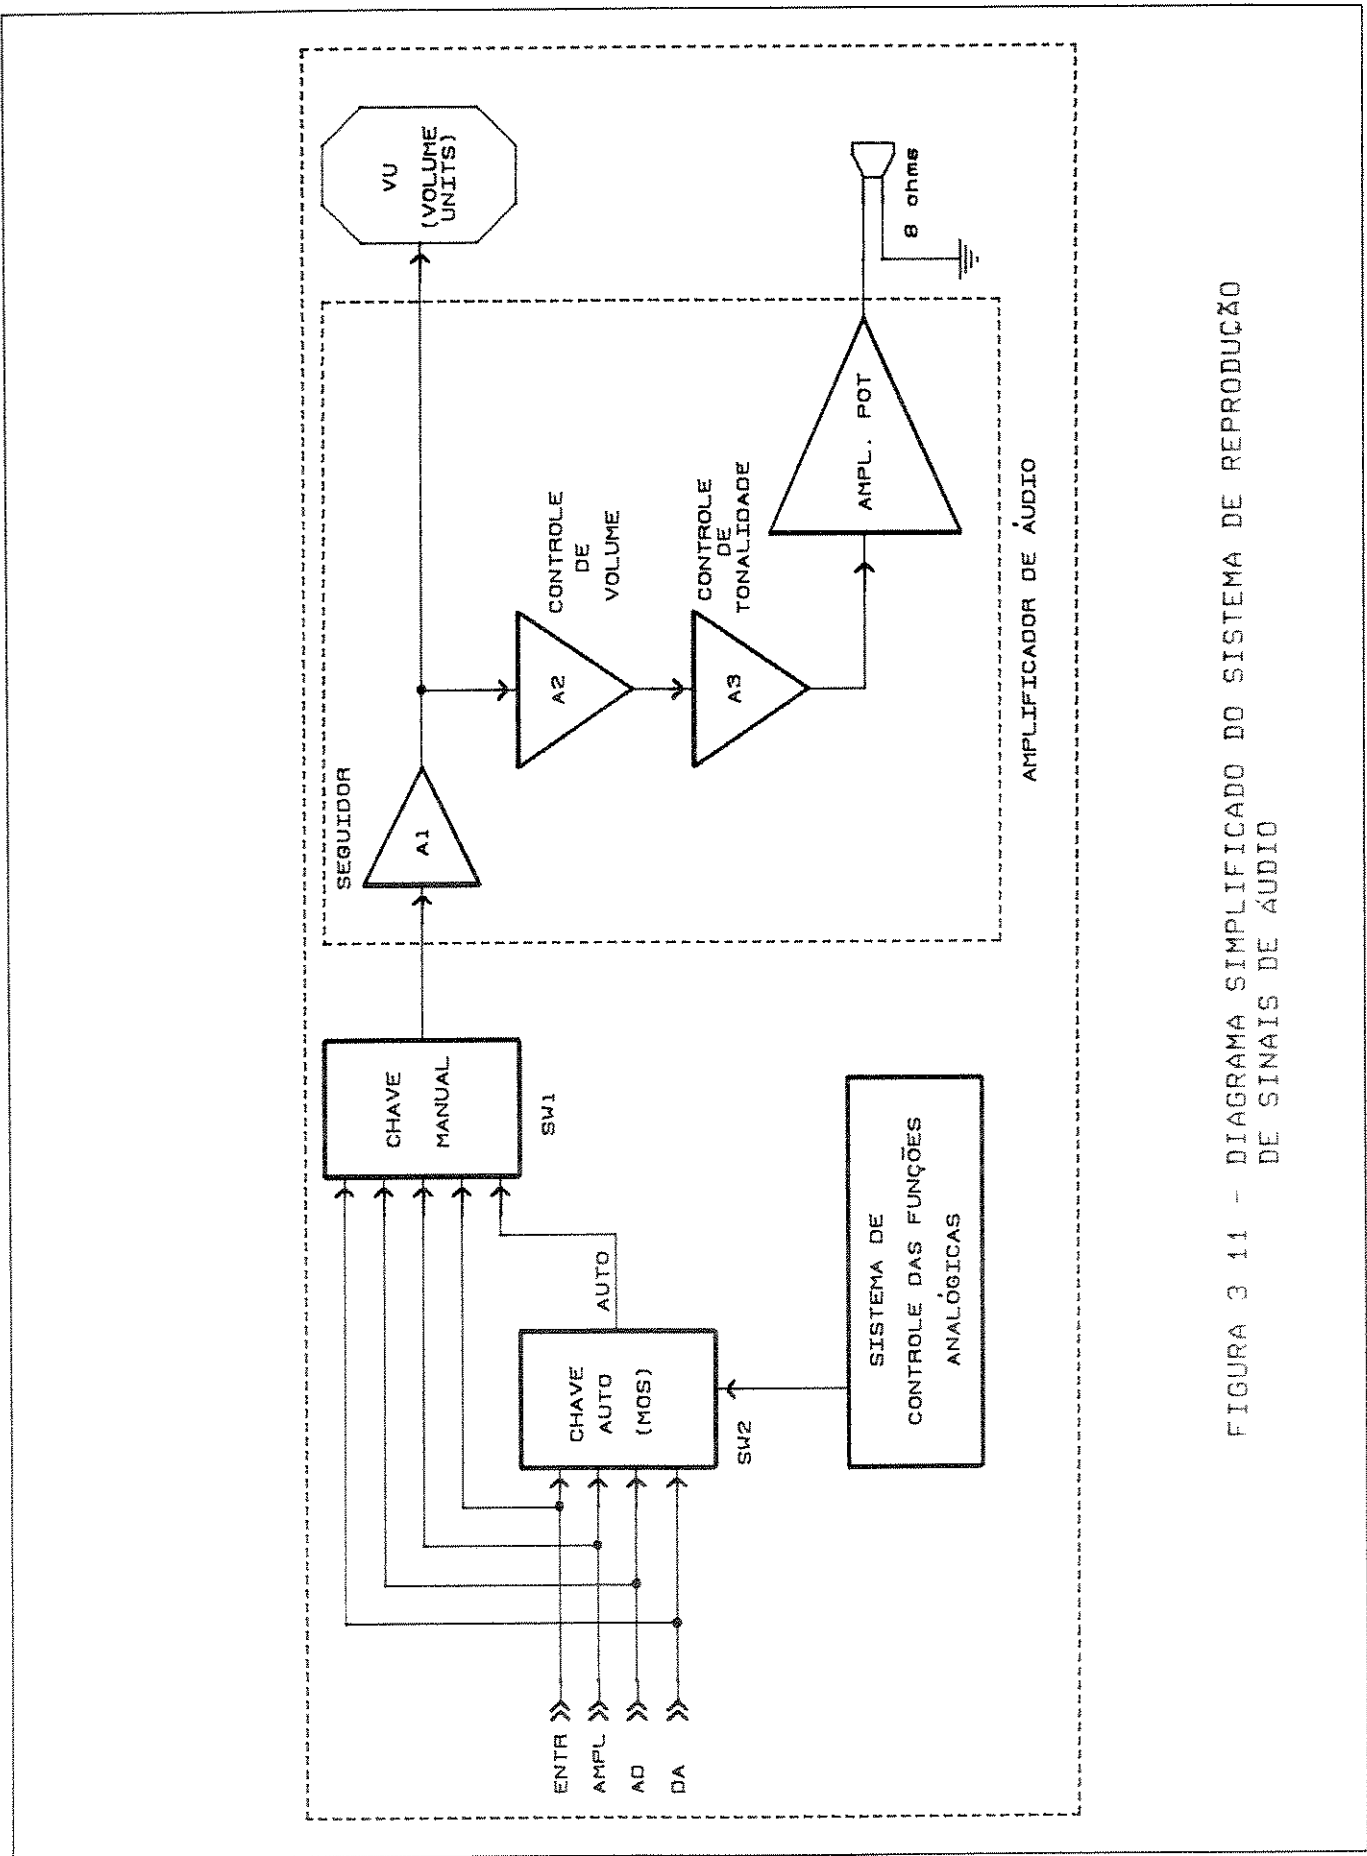 ENTR
AMPL
AD
DA
CHAVE
AUTO
(MOS)
SW2
AUTO
SISTEMA DE
CONTROLE DAS FUNÇÕES
ANALÓGICAS
CHAVE
MANUAL
SW1
SEGUIDOR
A1
A2
CONTROLE
DE
VOLUME
A3
CONTROLE
DE
TONALIDADE
AMPL. POT
AMPLIFICADOR DE ÁUDIO
VU
(VOLUME
UNITS)
8 ohms
FIGURA 3 11 - DIAGRAMA SIMPLIFICADO DO SISTEMA DE REPRODUÇÃO
DE SINAIS DE ÁUDIO